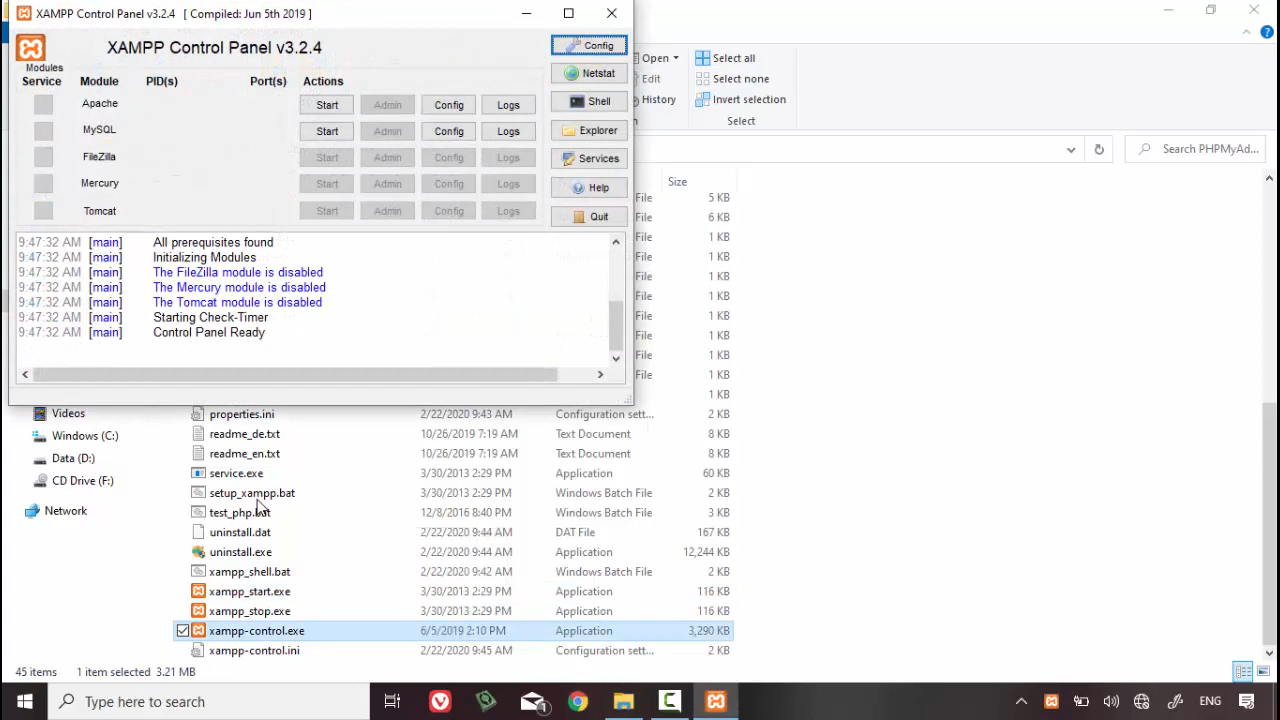 XAMPP Control Panel v3.2.4 [ Compiled: Jun 5th 2019 ]
XAMPP Control Panel v3.2.4
Config
Modules
Service Module PID(s) Port(s) Actions
Netstat
Apache Start Admin Config Logs
Shell
MySQL Start Admin Config Logs
Explorer
FileZilla Start Admin Config Logs
Services
Mercury Start Admin Config Logs
Help
Tomcat Start Admin Config Logs
Quit
9:47:32 AM [main] All prerequisites found
9:47:32 AM [main] Initializing Modules
9:47:32 AM [main] The FileZilla module is disabled
9:47:32 AM [main] The Mercury module is disabled
9:47:32 AM [main] The Tomcat module is disabled
9:47:32 AM [main] Starting Check-Timer
9:47:32 AM [main] Control Panel Ready
Open Select all
Edit Select none
History Invert selection
Select
Search PHPMyAd...
Size
File 5 KB
File 6 KB
File 1 KB
File 1 KB
File 1 KB
File 1 KB
File 1 KB
File 1 KB
File 1 KB
File 1 KB
1 KB
Videos
Windows (C:)
Data (D:)
CD Drive (F:)
Network
properties.ini 2/22/2020 9:43 AM Configuration sett... 2 KB
readme_de.txt 10/26/2019 7:19 AM Text Document 8 KB
readme_en.txt 10/26/2019 7:19 AM Text Document 8 KB
service.exe 3/30/2013 2:29 PM Application 60 KB
setup_xampp.bat 3/30/2013 2:29 PM Windows Batch File 2 KB
test_php.bat 12/8/2016 8:40 PM Windows Batch File 3 KB
uninstall.dat 2/22/2020 9:44 AM DAT File 167 KB
uninstall.exe 2/22/2020 9:44 AM Application 12,244 KB
xampp_shell.bat 2/22/2020 9:42 AM Windows Batch File 2 KB
xampp_start.exe 3/30/2013 2:29 PM Application 116 KB
xampp_stop.exe 3/30/2013 2:29 PM Application 116 KB
xampp-control.exe 6/5/2019 2:10 PM Application 3,290 KB
xampp-control.ini 2/22/2020 9:45 AM Configuration sett... 2 KB
45 items 1 item selected 3.21 MB
Type here to search
1
ENG